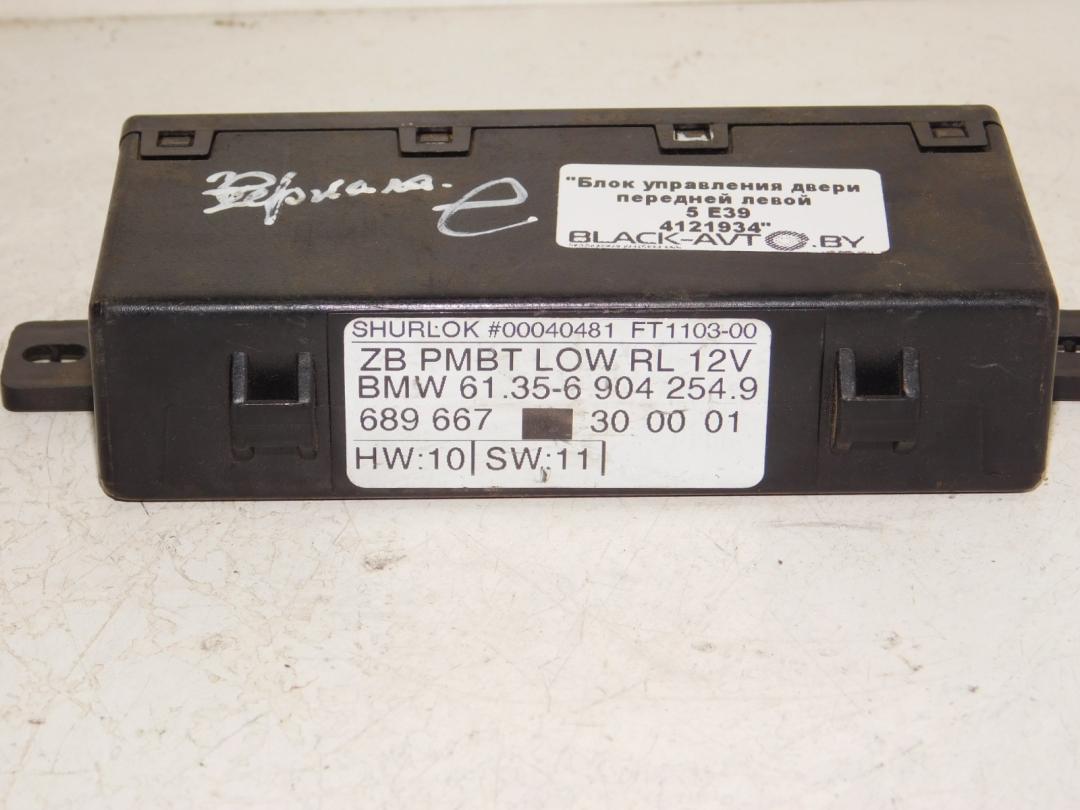 Зеркала. е
"Блок управления двери
передней левой
5 E39
4121934"
BLACK-AVTO.BY
SHURLOK #00040481 FT1103-00
ZB PMBT LOW RL 12V
BMW 61.35-6 904 254.9
689 667 30 00 01
HW:10 SW:11